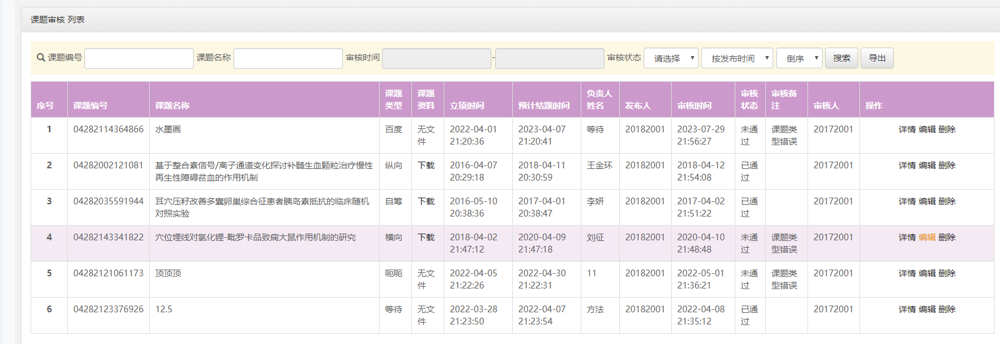 课题审核 列表
课题编号 课题名称 审核时间 - 审核状态 请选择 按发布时间 倒序 搜索 导出
序号 课题编号 课题名称 课题类型 课题资料 立项时间 预计结题时间 负责人姓名 发布人 审核时间 审核状态 审核备注 审核人 操作
1 04282114364866 水墨画 百度 无文件 2022-04-01 21:20:36 2023-04-07 21:20:41 等待 20182001 2023-07-29 21:56:27 未通过 课题类型错误 20172001 详情 编辑 删除
2 04282002121081 基于整合素信号/离子通道变化探讨补髓生血颗粒治疗慢性再生性障碍贫血的作用机制 纵向 下载 2016-04-07 20:29:18 2018-04-11 20:30:59 王金环 20182001 2018-04-12 21:54:08 已通过 20172001 详情 编辑 删除
3 04282035591944 耳穴压籽改善多囊卵巢综合征患者胰岛素抵抗的临床随机对照实验 自筹 下载 2016-05-10 20:38:36 2017-04-01 20:38:47 李妍 20182001 2017-04-02 21:51:22 已通过 20172001 详情 编辑 删除
4 04282143341822 穴位埋线对氯化锂-毗罗卡品致痫大鼠作用机制的研究 横向 下载 2018-04-02 21:47:12 2020-04-09 21:47:18 刘征 20182001 2020-04-10 21:48:48 未通过 课题类型错误 20172001 详情 编辑 删除
5 04282121061173 顶顶顶 呃呃 无文件 2022-04-05 21:22:26 2022-04-30 21:22:31 11 20182001 2022-05-01 21:36:21 未通过 课题类型错误 20172001 详情 编辑 删除
6 04282123376926 12.5 等待 无文件 2022-03-28 21:23:50 2022-04-07 21:23:54 方法 20182001 2022-04-08 21:35:12 已通过 20172001 详情 编辑 删除